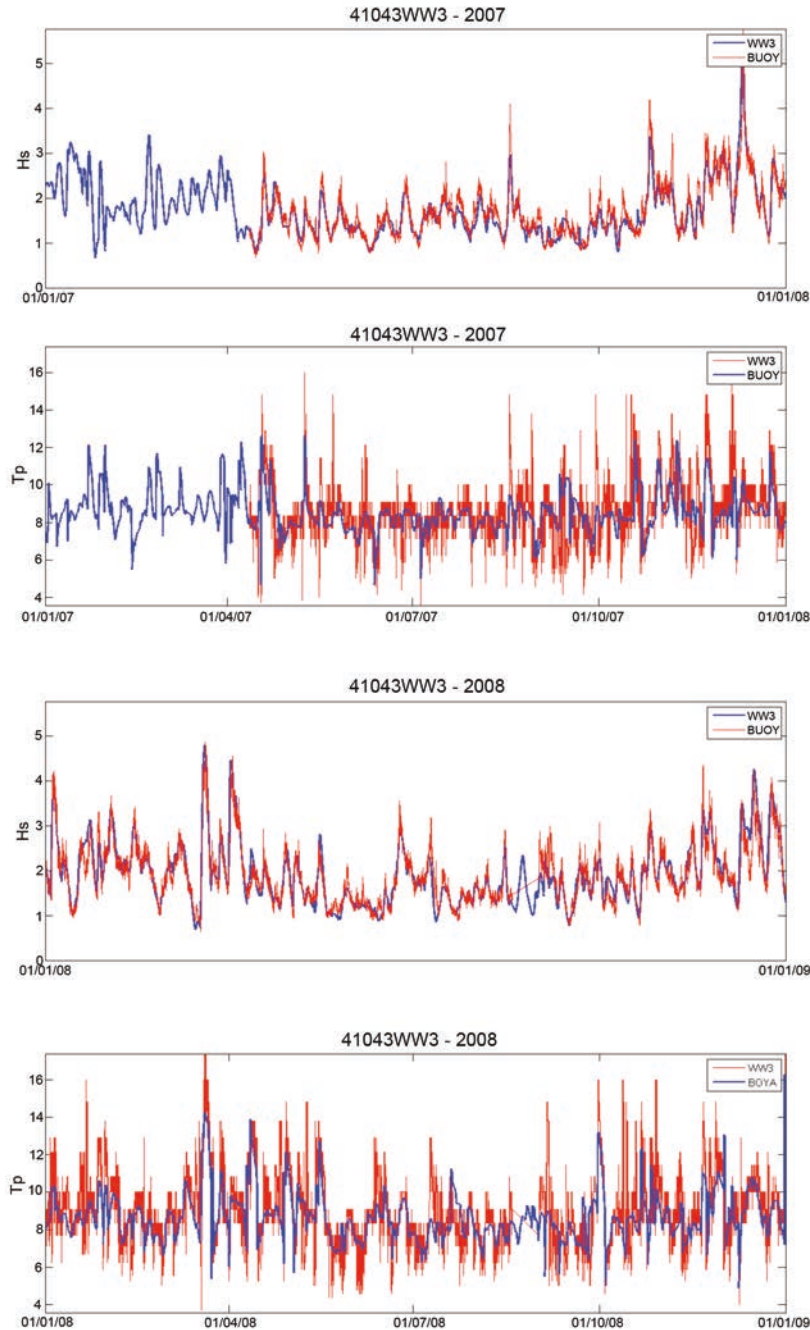 41043WW3 - 2007
WW3
BUOY
Hs
5
4
3
2
1
0
01/01/07
01/01/08
41043WW3 - 2007
WW3
BUOY
Tp
16
14
12
10
8
6
4
01/01/07
01/04/07
01/07/07
01/10/07
01/01/08
41043WW3 - 2008
WW3
BUOY
Hs
5
4
3
2
1
0
01/01/08
01/01/09
41043WW3 - 2008
WW3
BOYA
Tp
16
14
12
10
8
6
4
01/01/08
01/04/08
01/07/08
01/10/08
01/01/09